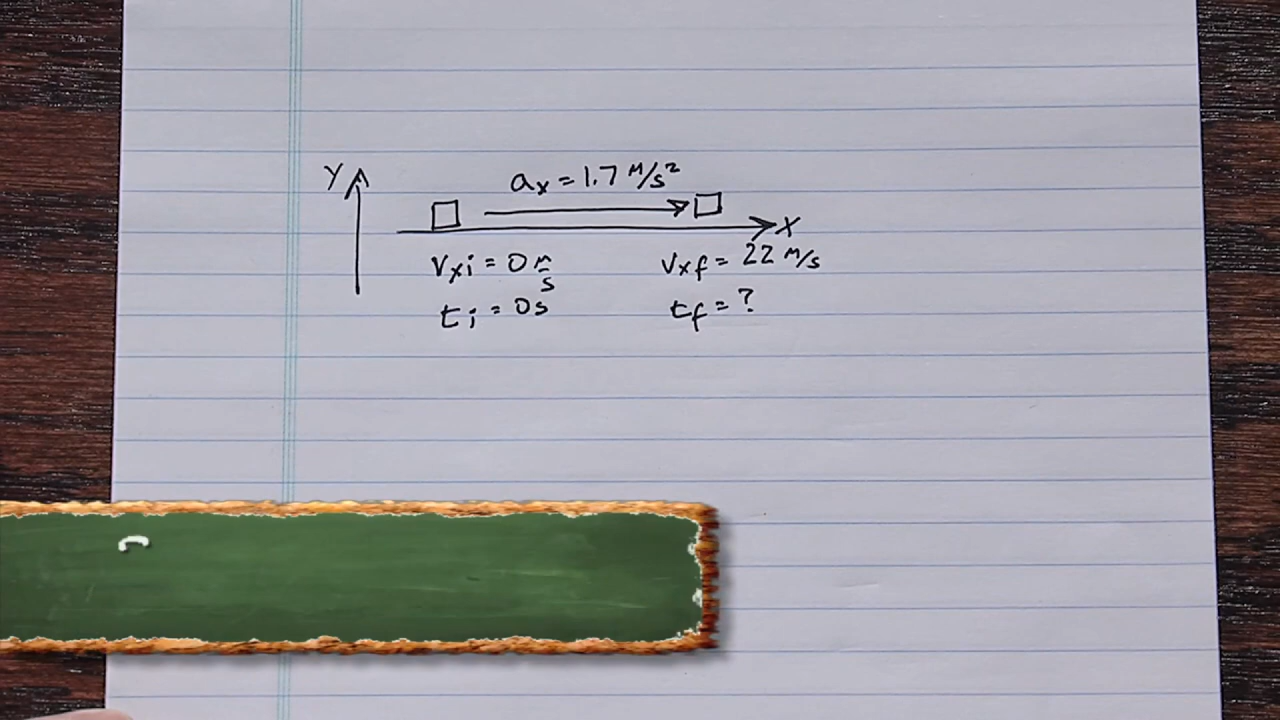 Y
ax = 1.7 m/s²
X
vxi = 0 m/s
vxf = 22 m/s
ti = 0s
tf = ?